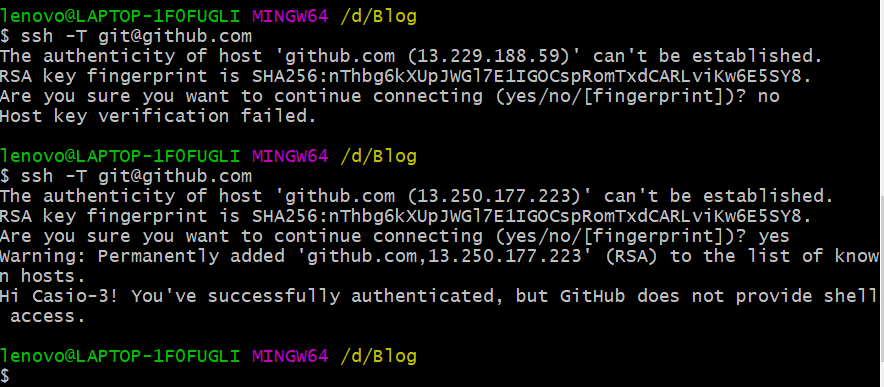 lenovo@LAPTOP-1F0FUGLI MINGW64 /d/Blog
$ ssh -T git@github.com
The authenticity of host 'github.com (13.229.188.59)' can't be established.
RSA key fingerprint is SHA256:nThbg6kXUpJWGl7E1IGOCspRomTxdCARLviKw6E5SY8.
Are you sure you want to continue connecting (yes/no/[fingerprint])? no
Host key verification failed.
lenovo@LAPTOP-1F0FUGLI MINGW64 /d/Blog
$ ssh -T git@github.com
The authenticity of host 'github.com (13.250.177.223)' can't be established.
RSA key fingerprint is SHA256:nThbg6kXUpJWGl7E1IGOCspRomTxdCARLviKw6E5SY8.
Are you sure you want to continue connecting (yes/no/[fingerprint])? yes
Warning: Permanently added 'github.com,13.250.177.223' (RSA) to the list of know
n hosts.
Hi Casio-3! You've successfully authenticated, but GitHub does not provide shell
 access.
lenovo@LAPTOP-1F0FUGLI MINGW64 /d/Blog
$